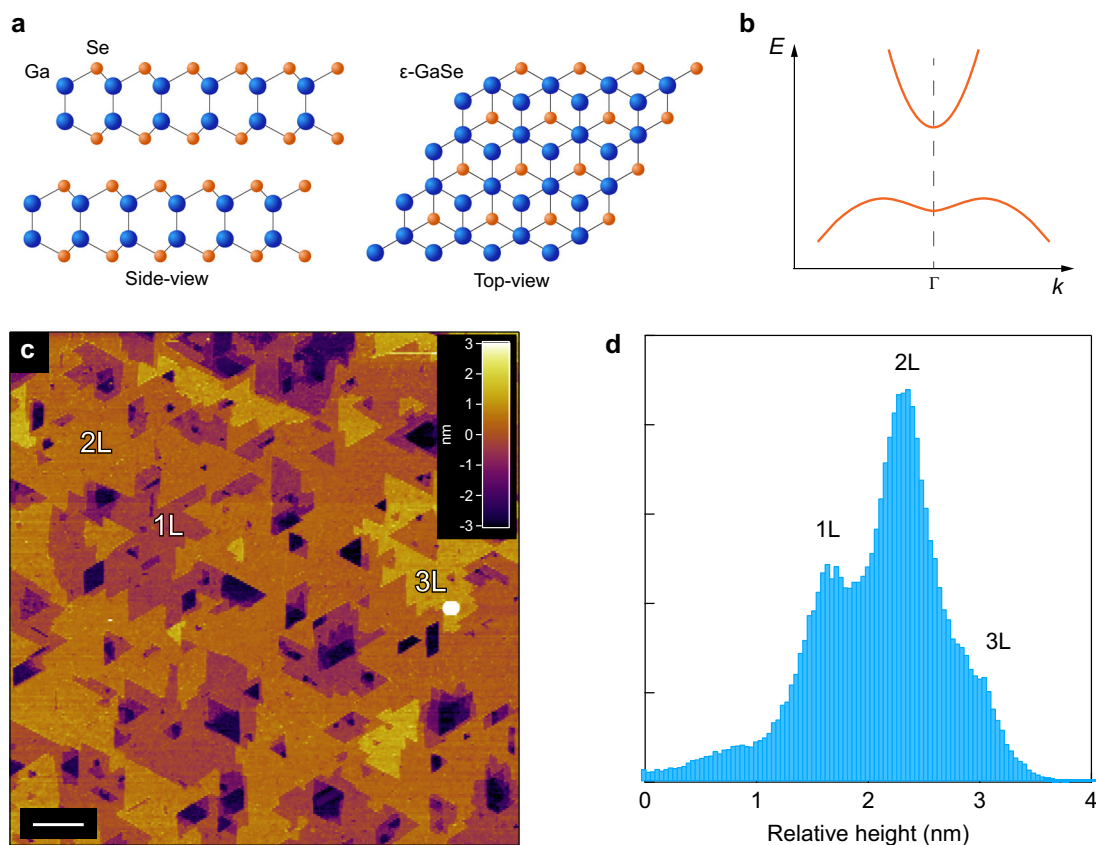 a
Se
Ga
Side-view
ε-GaSe
Top-view
b
E
Γ
k
c
2L
1L
3L
3
2
1
0
-1
-2
-3
nm
d
1L
2L
3L
0
1
2
3
4
Relative height (nm)